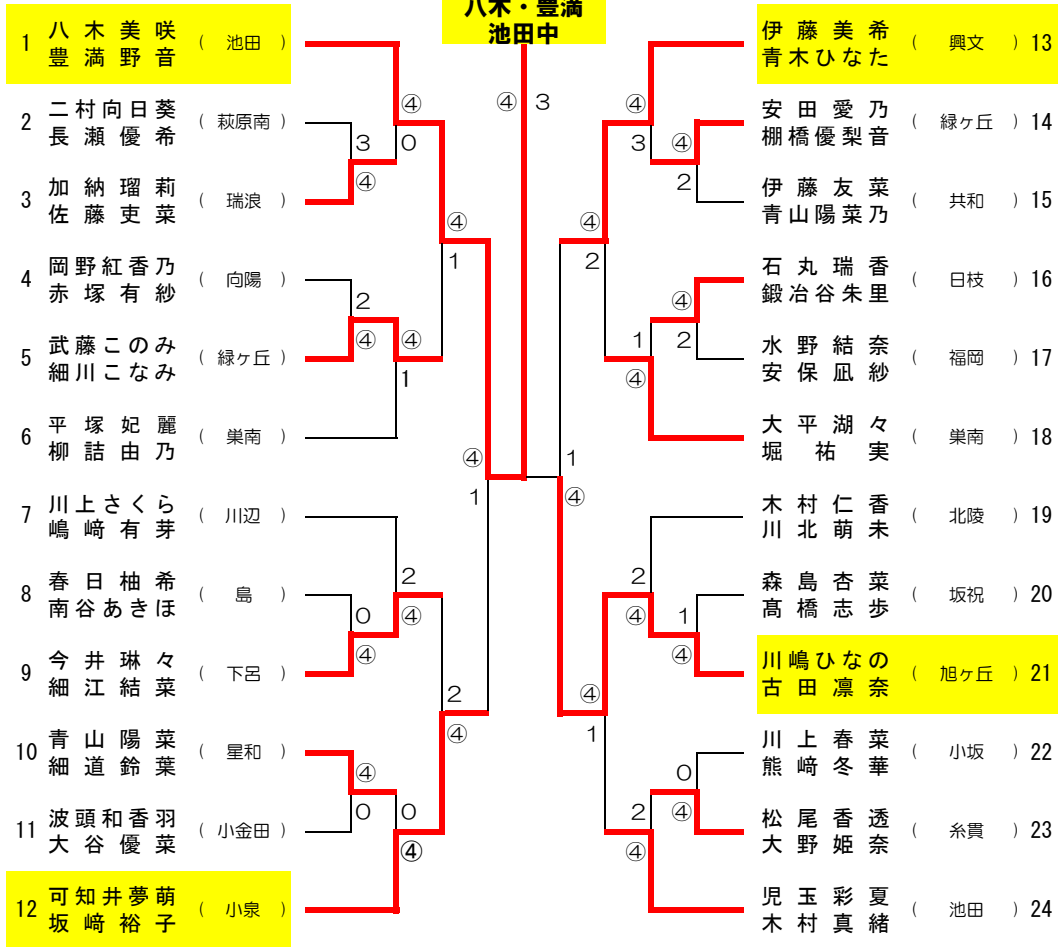 八木・豊満
池田中
1 八木美咲 ( 池田 )
豊満野音
2 二村向日葵 ( 萩原南 )
長瀬優希
3 加納瑠莉 ( 瑞浪 )
佐藤吏菜
4 岡野紅香乃 ( 向陽 )
赤塚有紗
5 武藤このみ ( 緑ヶ丘 )
細川こなみ
6 平塚妃麗 ( 巣南 )
柳詰由乃
7 川上さくら ( 川辺 )
嶋﨑有芽
8 春日柚希 ( 島 )
南谷あきほ
9 今井琳々 ( 下呂 )
細江結菜
10 青山陽菜 ( 星和 )
細道鈴葉
11 波頭和香羽 ( 小金田 )
大谷優菜
12 可知井夢萌 ( 小泉 )
坂﨑裕子
④ 0
3 ④
④ 1
2 ④
④ 1
④ 1
2 ④
0 ④
2 ④
④ 0
0 ④
④ 3
1 ④
④ 3
④ 2
④ 2
④ 2
1 ④
2 ④
1 ④
④ 1
0 ④
2 ④
伊藤美希 ( 興文 ) 13
青木ひなた
安田愛乃 ( 緑ヶ丘 ) 14
棚橋優梨音
伊藤友菜 ( 共和 ) 15
青山陽菜乃
石丸瑞香 ( 日枝 ) 16
鍛冶谷朱里
水野結奈 ( 福岡 ) 17
安保凪紗
大平湖々 ( 巣南 ) 18
堀祐実
木村仁香 ( 北陵 ) 19
川北萌未
森島杏菜 ( 坂祝 ) 20
髙橋志歩
川嶋ひなの ( 旭ヶ丘 ) 21
古田凛奈
川上春菜 ( 小坂 ) 22
熊﨑冬華
松尾香透 ( 糸貫 ) 23
大野姫奈
児玉彩夏 ( 池田 ) 24
木村真緒